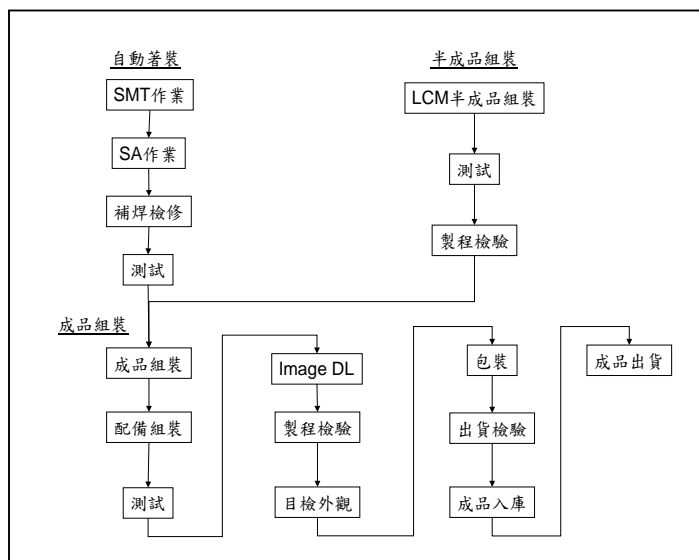 自動著裝
SMT作業
SA作業
補焊檢修
測試
半成品組裝
LCM半成品組裝
測試
製程檢驗
成品組裝
成品組裝
配備組裝
測試
Image DL
製程檢驗
目檢外觀
包裝
出貨檢驗
成品入庫
成品出貨